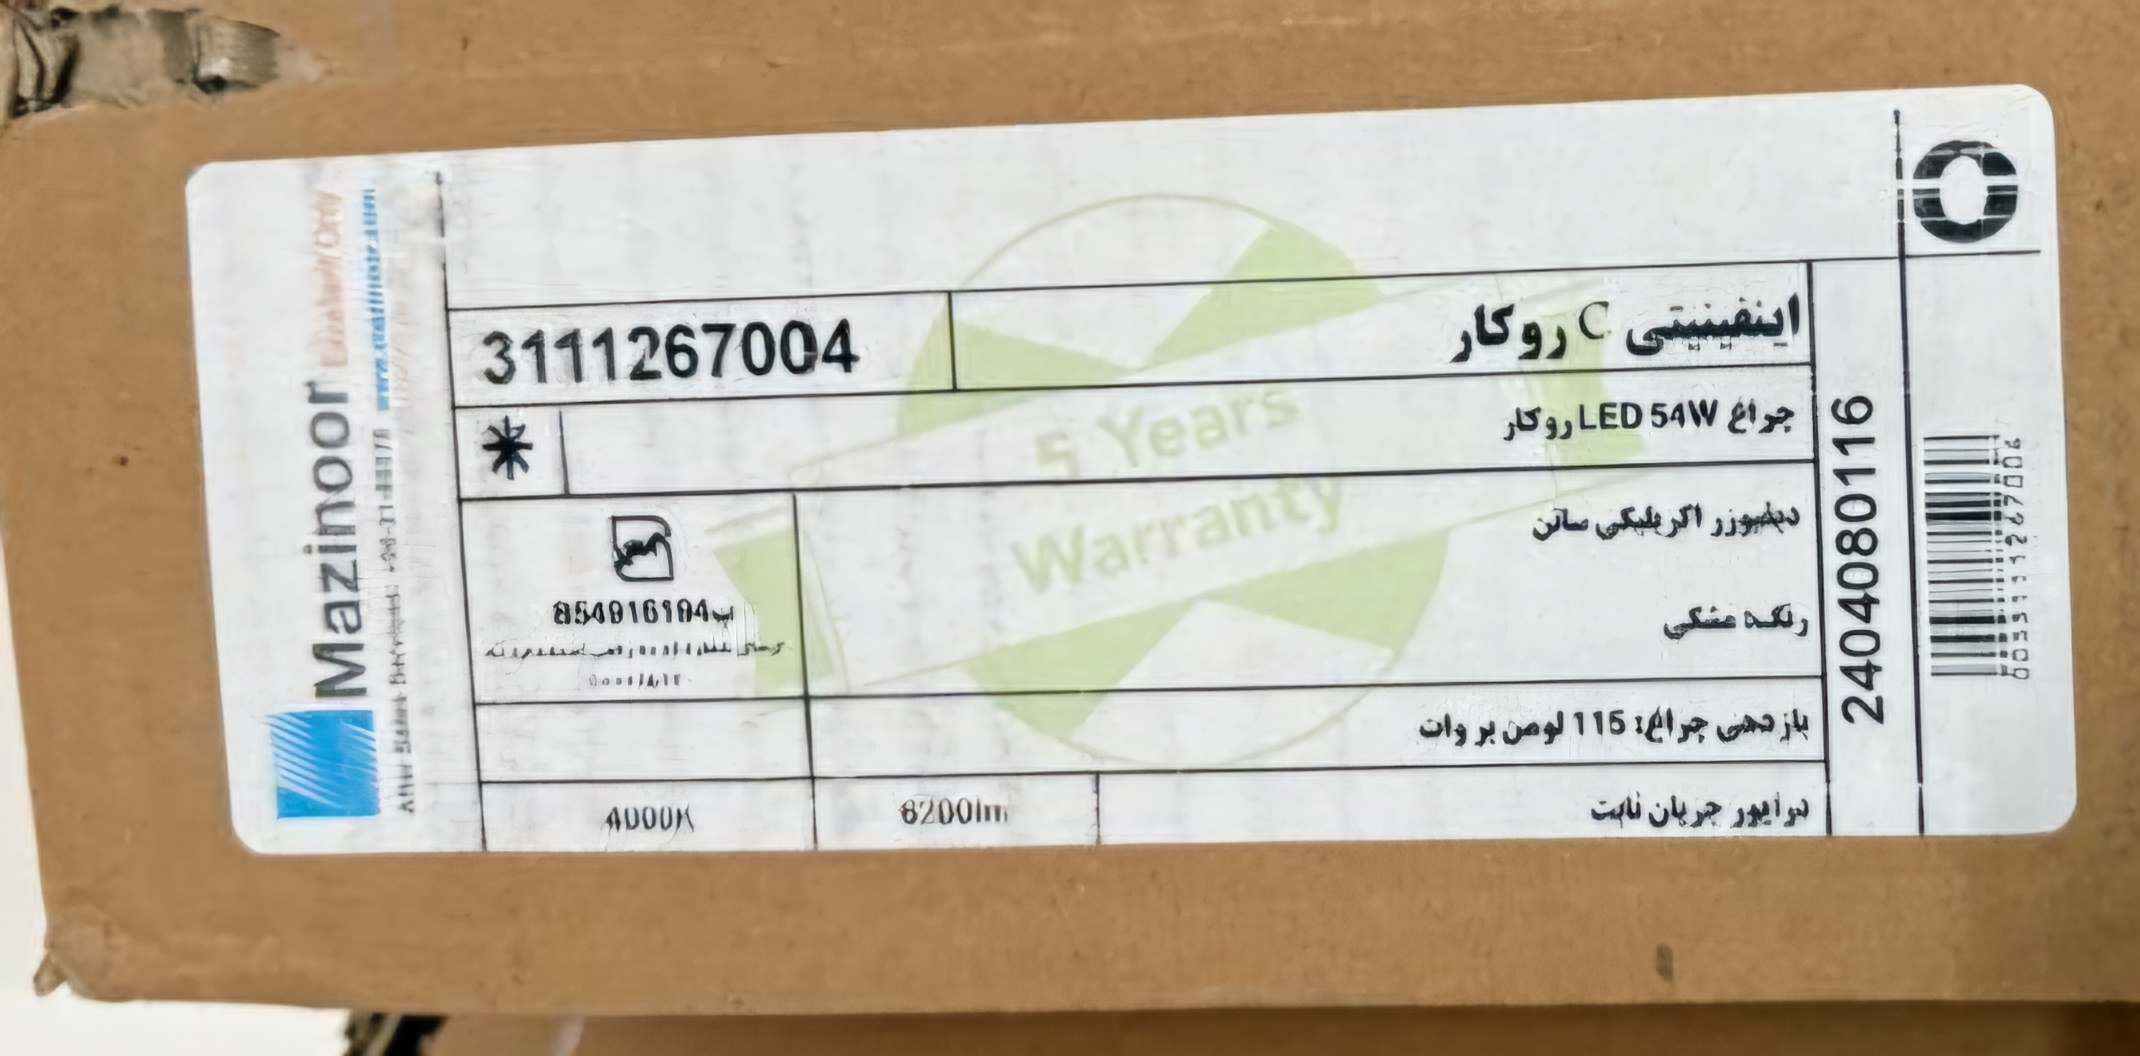 اینفینیتی C روکار
3111267004
چراغ LED 54W روکار
*
دیفیوزر اکریلیکی ساتن
رنگ: مشکی
بازدهی چراغ: 115 لومن بر وات
درایور جریان ثابت
6200lm
4000K
5 Years
Warranty
2404080116
Mazinoor